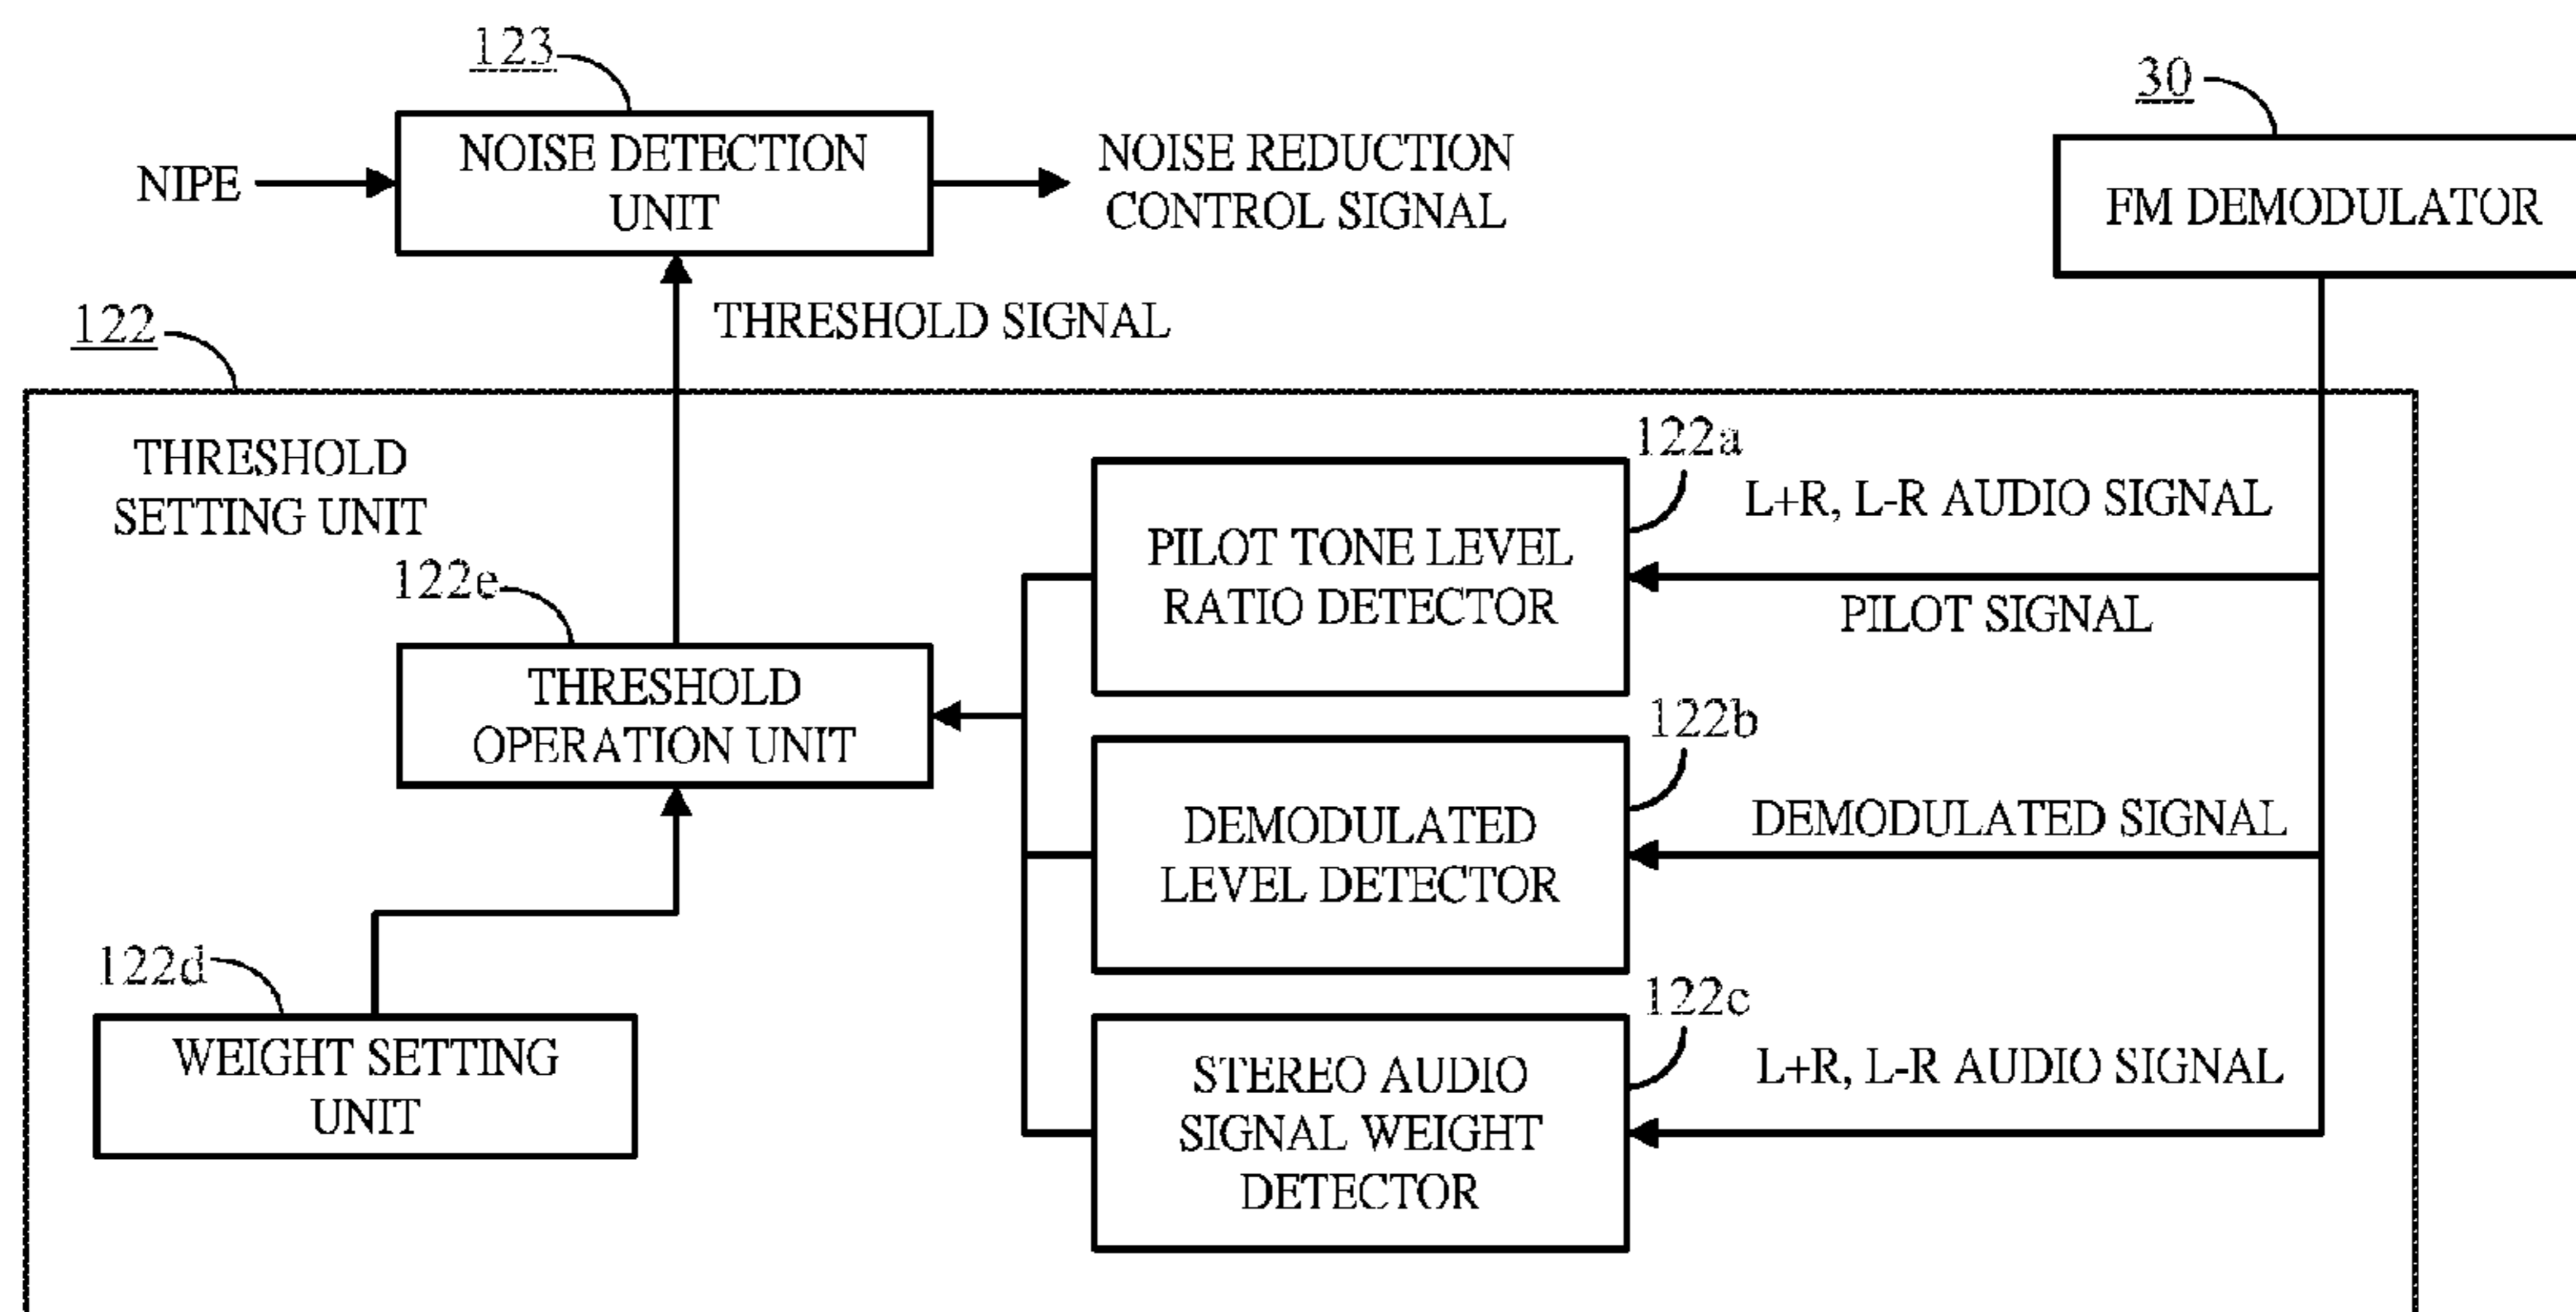 123
30
NIPE
NOISE DETECTION
UNIT
NOISE REDUCTION
CONTROL SIGNAL
FM DEMODULATOR
122
THRESHOLD SIGNAL
THRESHOLD
SETTING UNIT
122a
L+R, L-R AUDIO SIGNAL
PILOT TONE LEVEL
RATIO DETECTOR
PILOT SIGNAL
122e
THRESHOLD
OPERATION UNIT
122b
DEMODULATED
LEVEL DETECTOR
DEMODULATED SIGNAL
122d
WEIGHT SETTING
UNIT
122c
STEREO AUDIO
SIGNAL WEIGHT
DETECTOR
L+R, L-R AUDIO SIGNAL